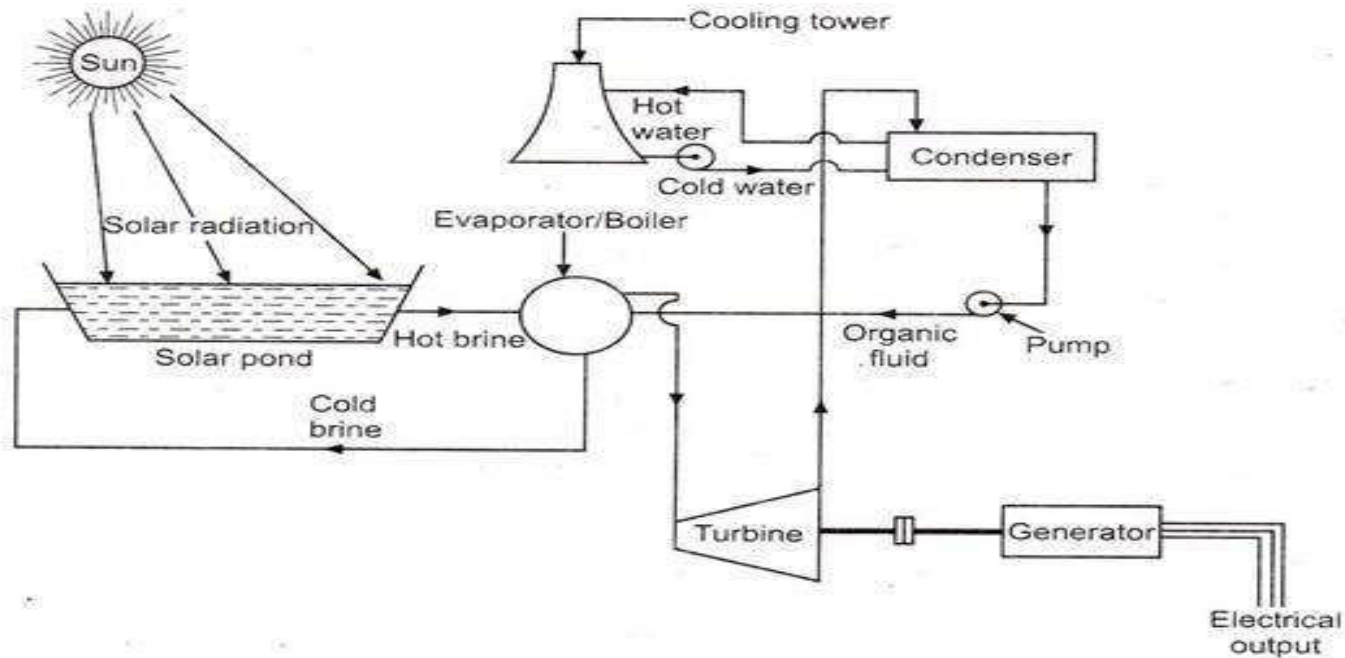 Cooling tower
Sun
Hot
water
Condenser
Cold water
Solar radiation
Evaporator/Boiler
Hot brine
Organic
fluid
Pump
Solar pond
Cold
brine
Turbine
Generator
Electrical
output